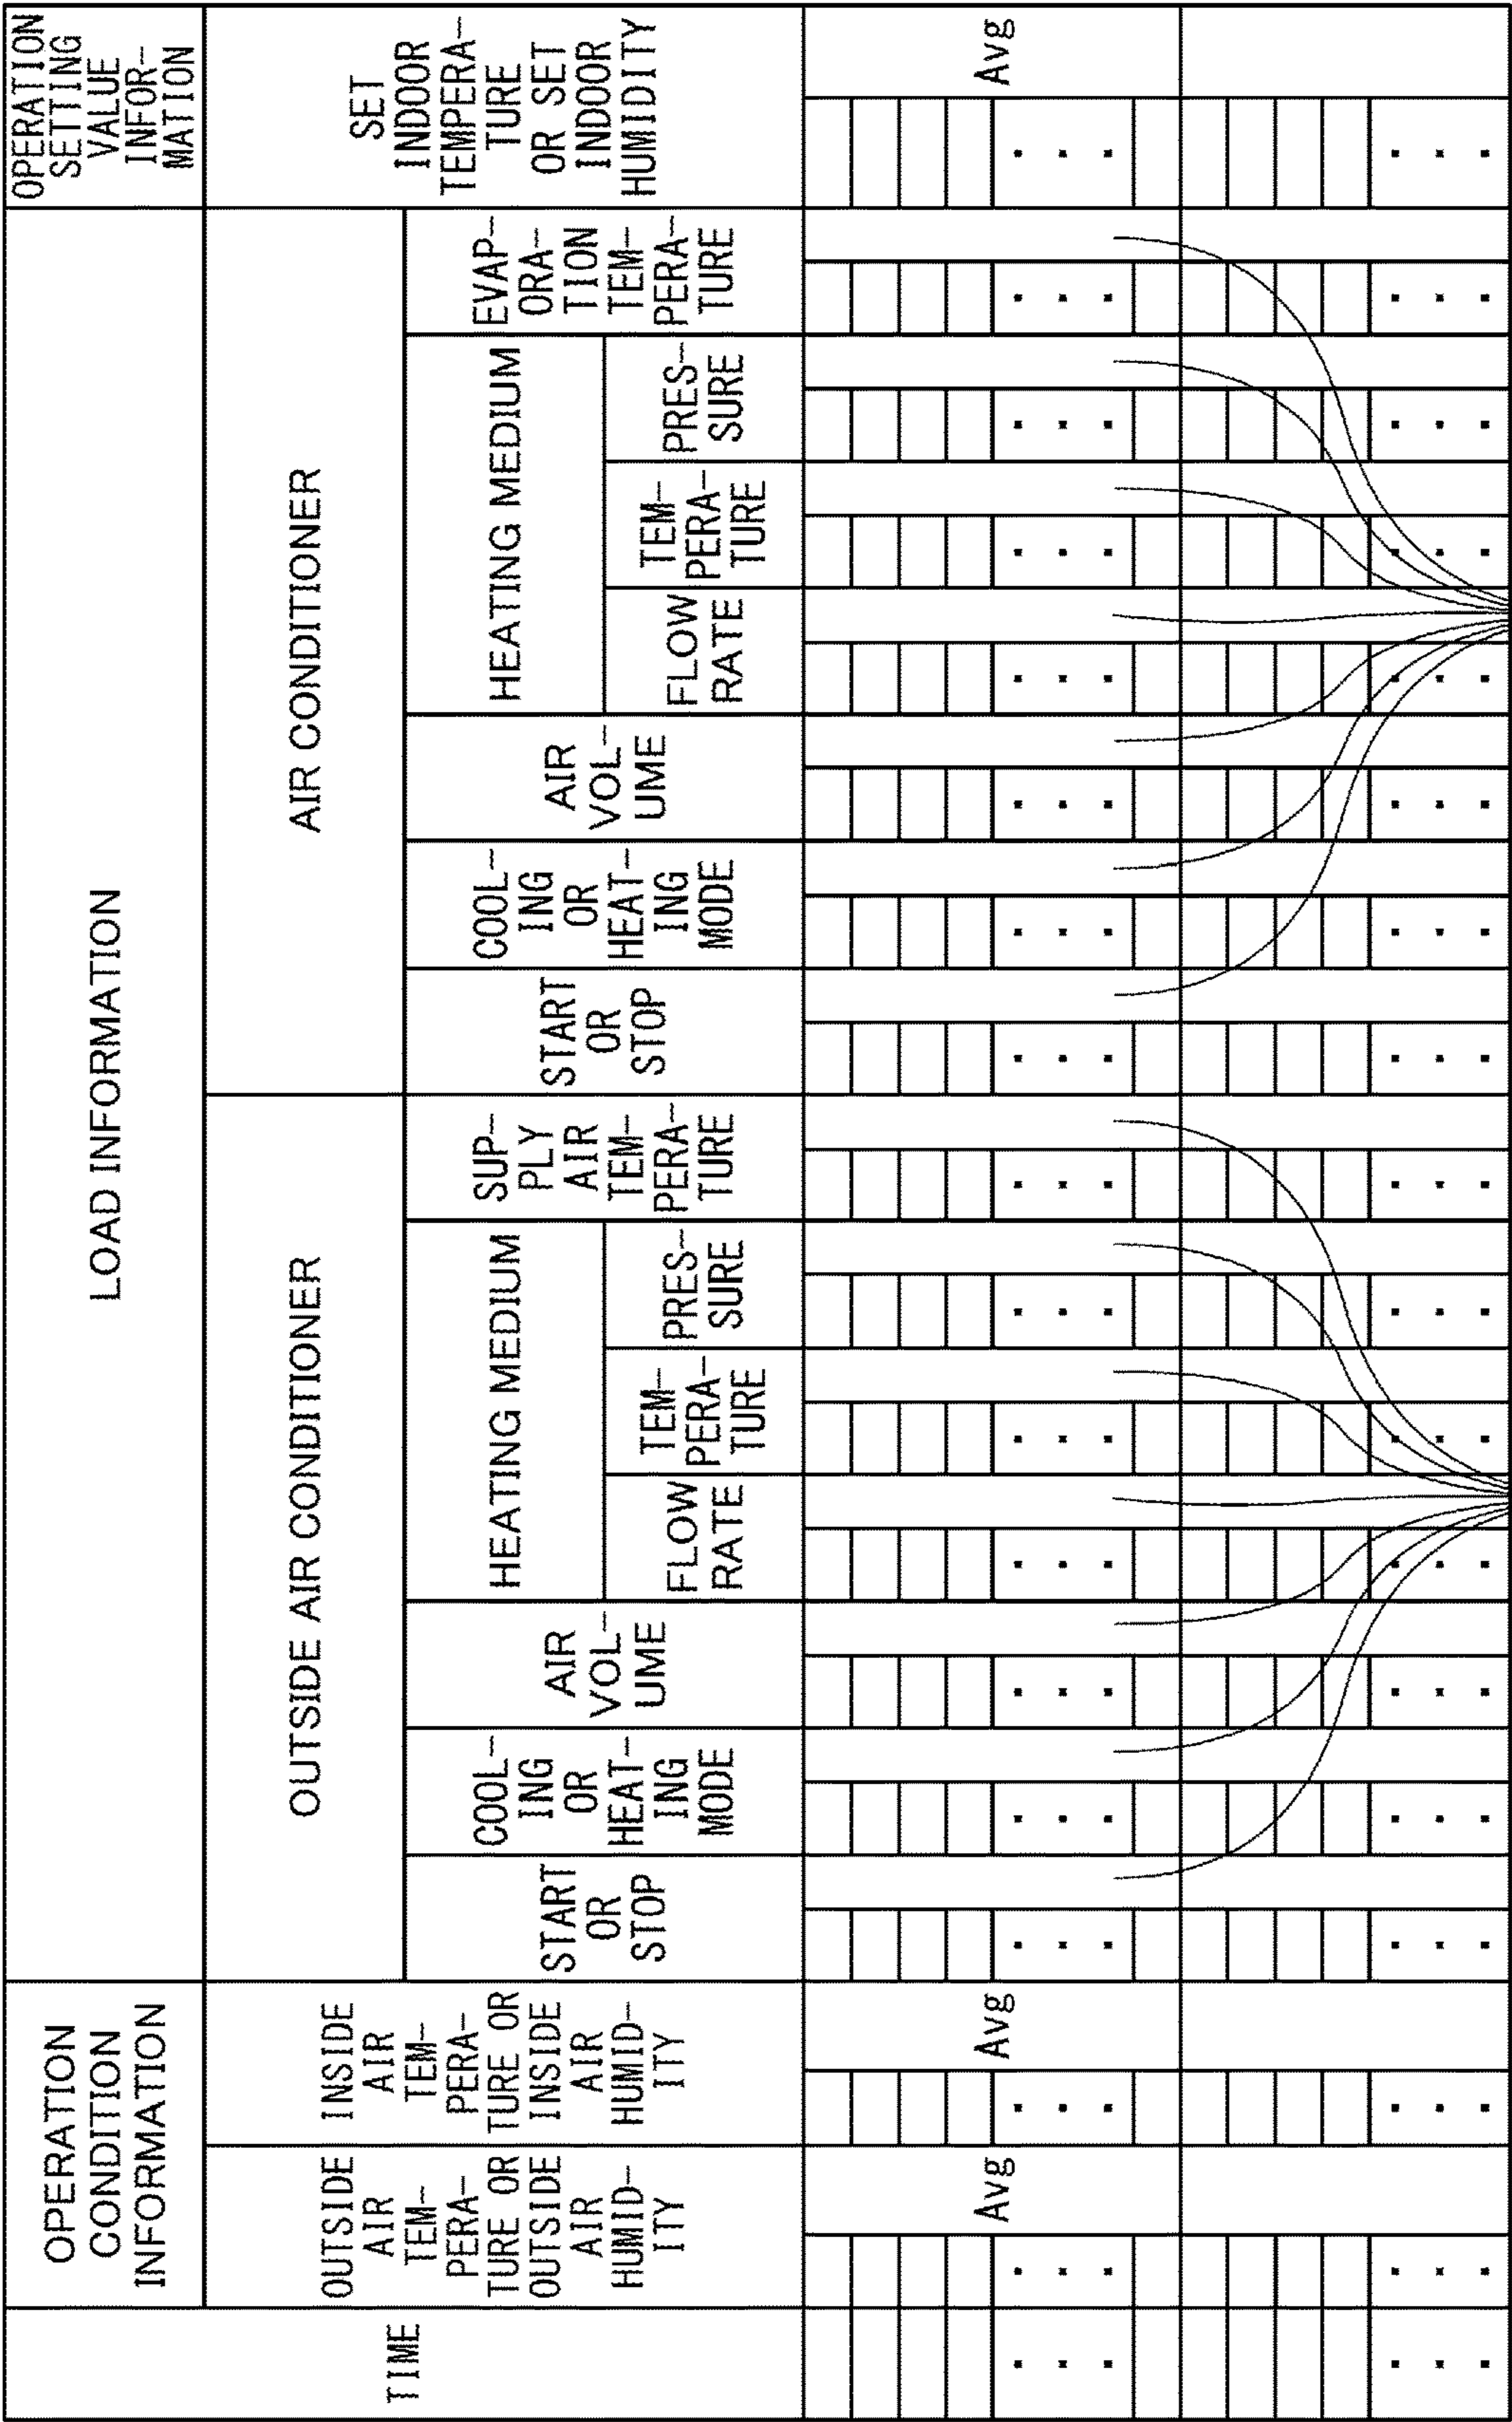 TIME
OPERATION
CONDITION
INFORMATION
OUTSIDE
AIR
TEM-
PERA-
TURE OR
OUTSIDE
AIR
HUMID-
ITY
INSIDE
AIR
TEM-
PERA-
TURE OR
INSIDE
AIR
HUMID-
ITY
LOAD INFORMATION
OUTSIDE AIR CONDITIONER
START
OR
STOP
COOL-
ING
OR
HEAT-
ING
MODE
AIR
VOL-
UME
HEATING MEDIUM
FLOW
RATE
TEM-
PERA-
TURE
PRES-
SURE
SUP-
PLY
AIR
TEM-
PERA-
TURE
AIR CONDITIONER
START
OR
STOP
COOL-
ING
OR
HEAT-
ING
MODE
AIR
VOL-
UME
HEATING MEDIUM
FLOW
RATE
TEM-
PERA-
TURE
PRES-
SURE
EVAP-
ORA-
TION
TEM-
PERA-
TURE
OPERATION
SETTING
VALUE
INFOR-
MATION
SET
INDOOR
TEMPERA-
TURE
OR SET
INDOOR
HUMIDITY
Avg
Avg
Avg